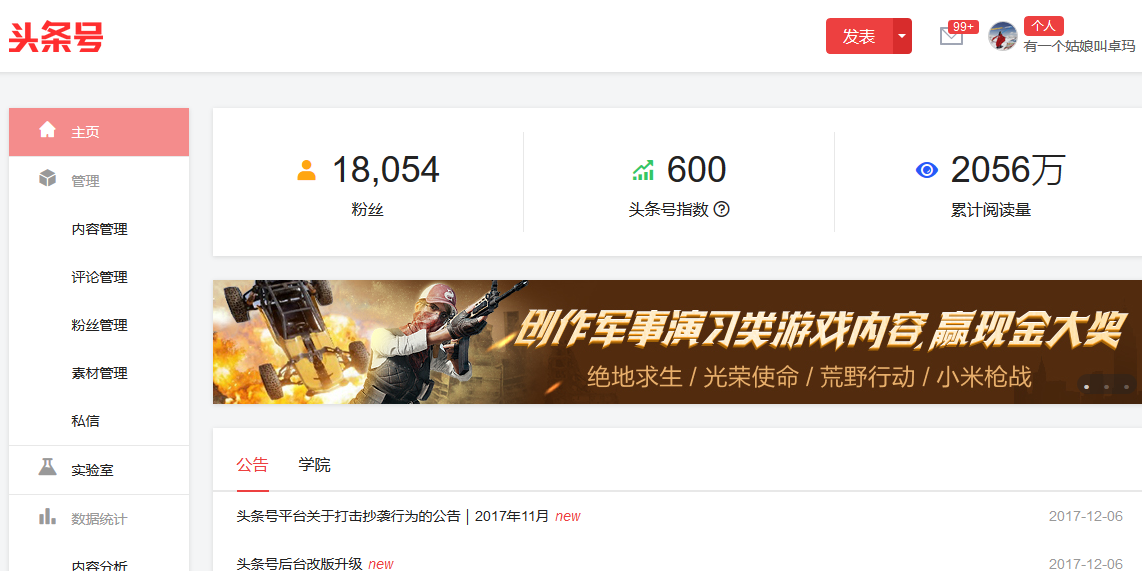 头条号
发表
99+
个人
有一个姑娘叫卓玛
主页
管理
内容管理
评论管理
粉丝管理
素材管理
私信
实验室
数据统计
内容分析
18,054
粉丝
600
头条号指数
2056万
累计阅读量
创作军事演习类游戏内容,赢现金大奖
绝地求生 / 光荣使命 / 荒野行动 / 小米枪战
公告 学院
头条号平台关于打击抄袭行为的公告 | 2017年11月 new 2017-12-06
头条号后台改版升级 new 2017-12-06